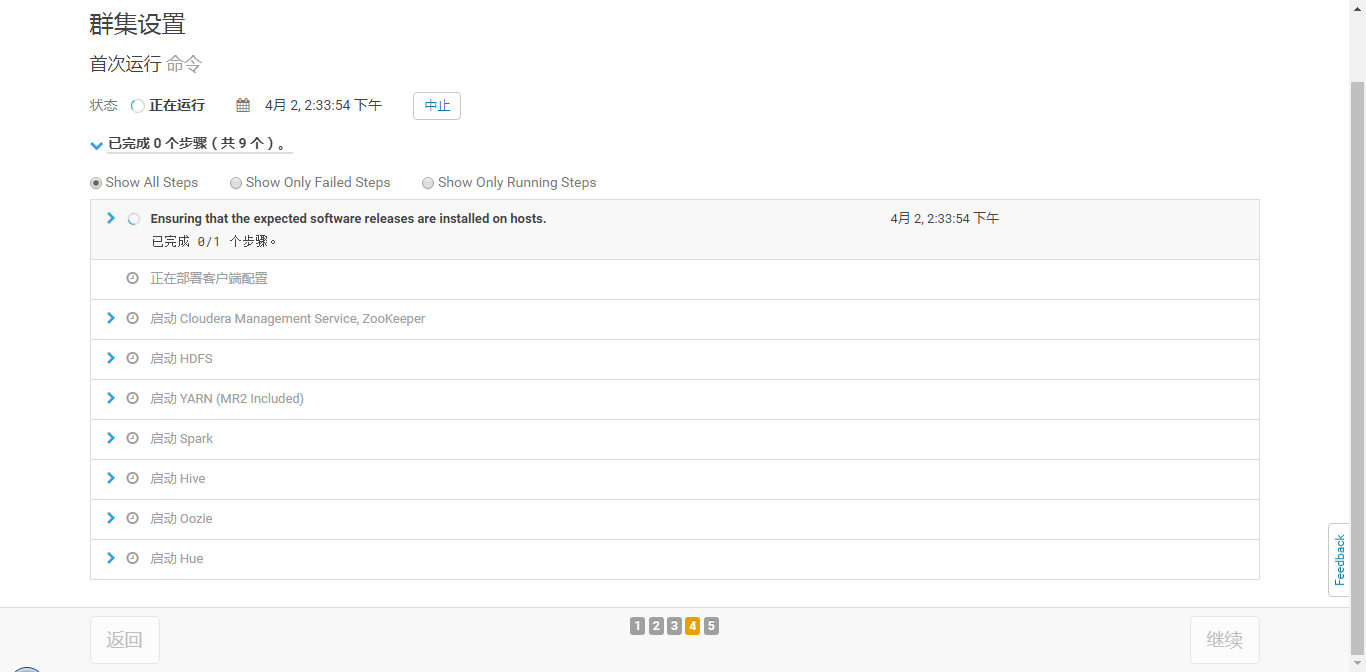 群集设置
首次运行 命令
状态 正在运行 4月 2, 2:33:54 下午 中止
已完成 0 个步骤（共 9 个）。
Show All Steps Show Only Failed Steps Show Only Running Steps
Ensuring that the expected software releases are installed on hosts. 4月 2, 2:33:54 下午
已完成 0/1 个步骤。
正在部署客户端配置
启动 Cloudera Management Service, ZooKeeper
启动 HDFS
启动 YARN (MR2 Included)
启动 Spark
启动 Hive
启动 Oozie
启动 Hue
Feedback
返回 1 2 3 4 5 继续